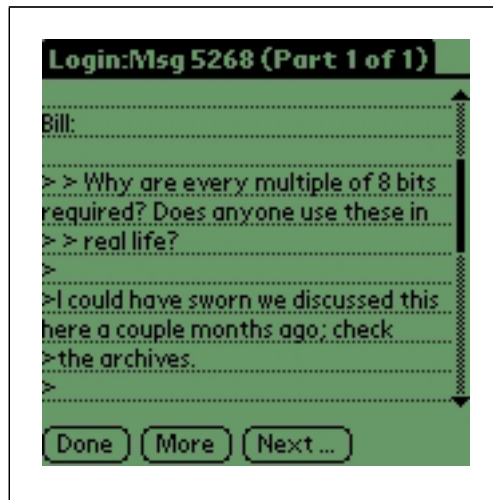 Login:Msg 5268 (Part 1 of 1)
Bill:
> > Why are every multiple of 8 bits
required? Does anyone use these in
> > real life?
>
>I could have sworn we discussed this
here a couple months ago; check
>the archives.
>
Done More Next ...